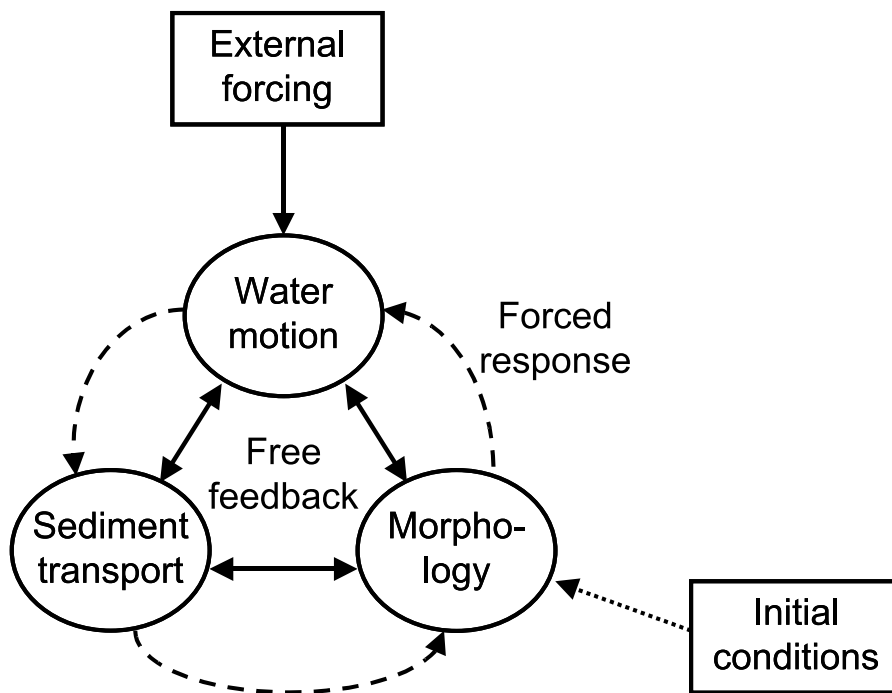 External
forcing
Water
motion
Forced
response
Free
feedback
Sediment
transport
Morpho-
logy
Initial
conditions